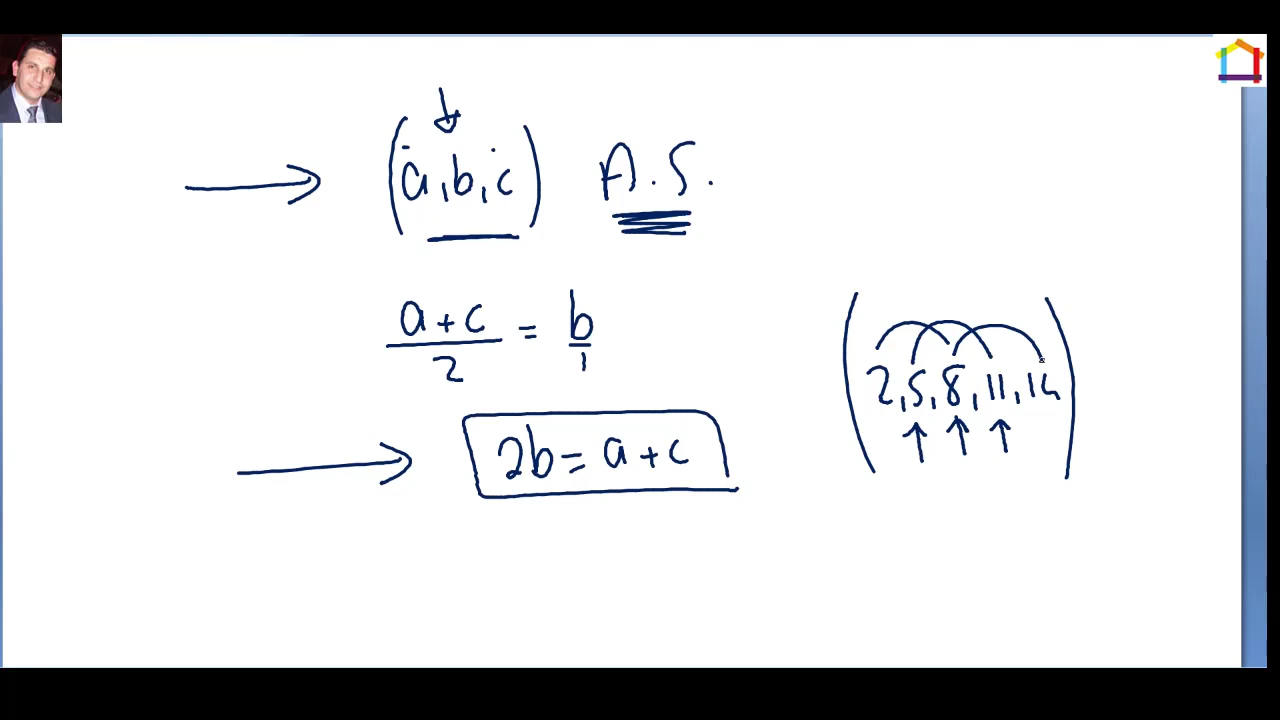 (a, b, c) A.S.
a+c/2 = b/1
(2, 5, 8, 11, 14)
2b = a+c